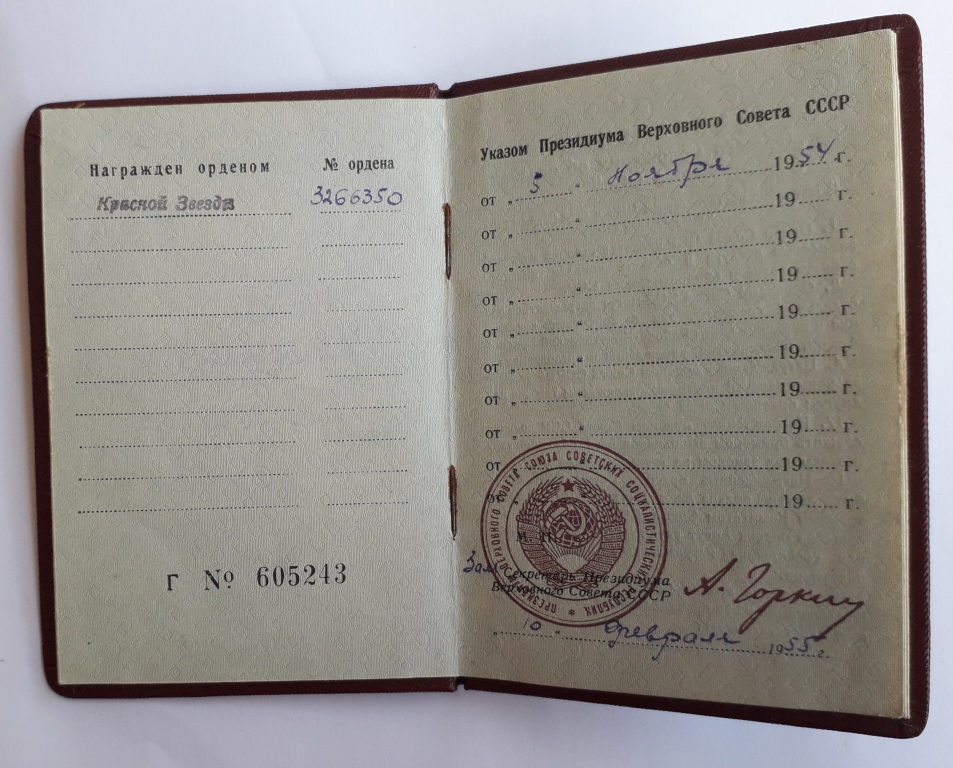 Награжден орденом № ордена
Красной Звезды 3266350
Г № 605243
Указом Президиума Верховного Совета СССР
от „ 5 “ Ноября 1954 г.
от „ “ 19 г.
от „ “ 19 г.
от „ “ 19 г.
от „ “ 19 г.
от „ “ 19 г.
от „ “ 19 г.
от „ “ 19 г.
от „ “ 19 г.
от „ 19 г.
ПРЕЗИДИУМ ВЕРХОВНОГО СОВЕТА СОЮЗА СОВЕТСКИХ СОЦИАЛИСТИЧЕСКИХ РЕСПУБЛИК
М. П.
Зам Секретарь Президиума
Верховного Совета СССР А. Горкин
„ 10 “ февраля 1955 г.